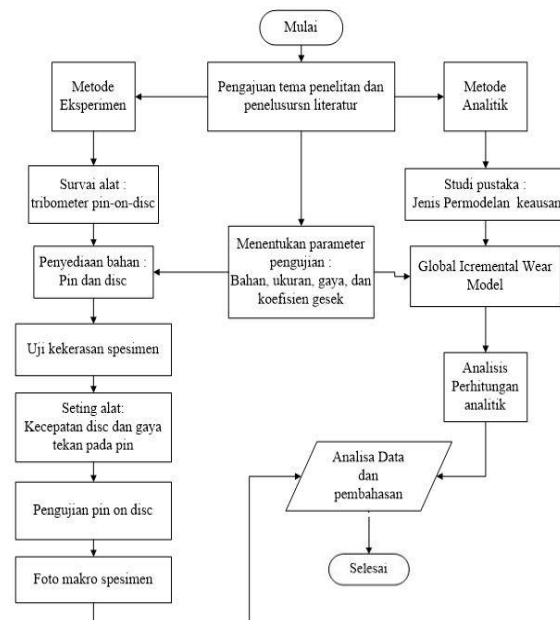 Mulai
Metode
Eksperimen
Pengajuan tema penelitan dan
penelusursn literatur
Metode
Analitik
Survai alat :
tribometer pin-on-disc
Studi pustaka :
Jenis Permodelan keausan
Penyediaan bahan :
Pin dan disc
Menentukan parameter
pengujian :
Bahan, ukuran, gaya, dan
koefisien gesek
Global Icremental Wear
Model
Uji kekerasan spesimen
Analisis
Perhitungan
analitik
Seting alat:
Kecepatan disc dan gaya
tekan pada pin
Analisa Data
dan
pembahasan
Pengujian pin on disc
Selesai
Foto makro spesimen